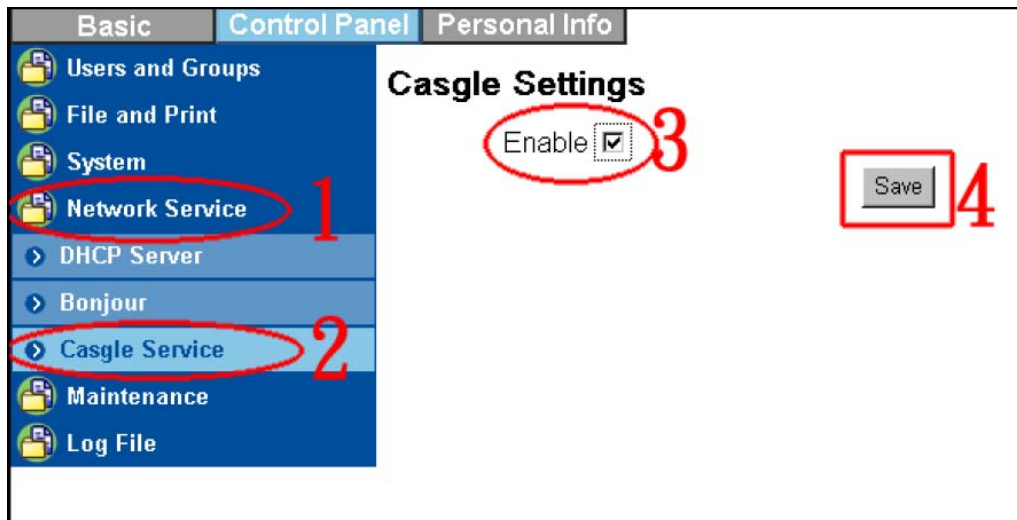 Basic Control Panel Personal Info
Users and Groups
File and Print
System
Network Service 1
DHCP Server
Bonjour
Casgle Service 2
Maintenance
Log File
Casgle Settings
Enable 3
Save 4